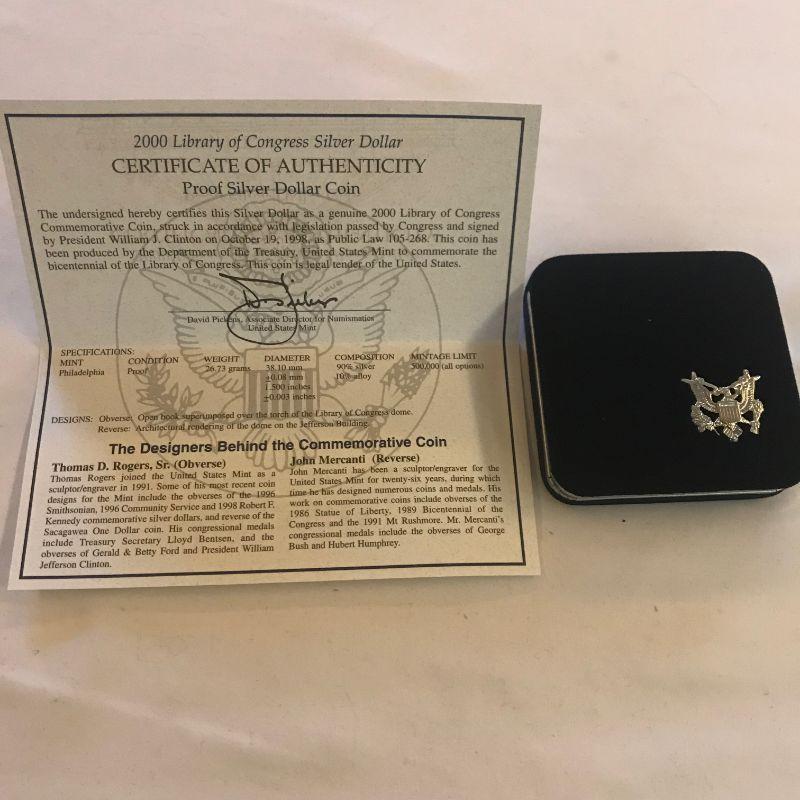 2000 Library of Congress Silver Dollar
CERTIFICATE OF AUTHENTICITY
Proof Silver Dollar Coin
The undersigned hereby certifies this Silver Dollar as a genuine 2000 Library of Congress
Commemorative Coin, struck in accordance with legislation passed by Congress and signed
by President William J. Clinton on October 19, 1998, as Public Law 105-268. This coin has
been produced by the Department of the Treasury, United States Mint to commemorate the
bicentennial of the Library of Congress. This coin is legal tender of the United States.
David Pickens, Associate Director for Numismatics
United States Mint
SPECIFICATIONS:
MINT CONDITION WEIGHT DIAMETER COMPOSITION MINTAGE LIMIT
Philadelphia Proof 26.73 grams 38.10 mm 90% silver 500,000 (all options)
±0.08 mm 10% alloy
1.500 inches
±0.003 inches
DESIGNS: Obverse: Open book superimposed over the torch of the Library of Congress dome.
Reverse: Architectural rendering of the dome on the Jefferson Building.
The Designers Behind the Commemorative Coin
Thomas D. Rogers, Sr. (Obverse)
Thomas Rogers joined the United States Mint as a
sculptor/engraver in 1991. Some of his most recent coin
designs for the Mint include the obverses of the 1996
Smithsonian, 1996 Community Service and 1998 Robert F.
Kennedy commemorative silver dollars, and reverse of the
Sacagawea One Dollar coin. His congressional medals
include Treasury Secretary Lloyd Bentsen, and the
obverses of Gerald & Betty Ford and President William
Jefferson Clinton.
John Mercanti (Reverse)
John Mercanti has been a sculptor/engraver for the
United States Mint for twenty-six years, during which
time he has designed numerous coins and medals. His
work on commemorative coins include obverses of the
1986 Statue of Liberty, 1989 Bicentennial of the
Congress and the 1991 Mt Rushmore. Mr. Mercanti's
congressional medals include the obverses of George
Bush and Hubert Humphrey.